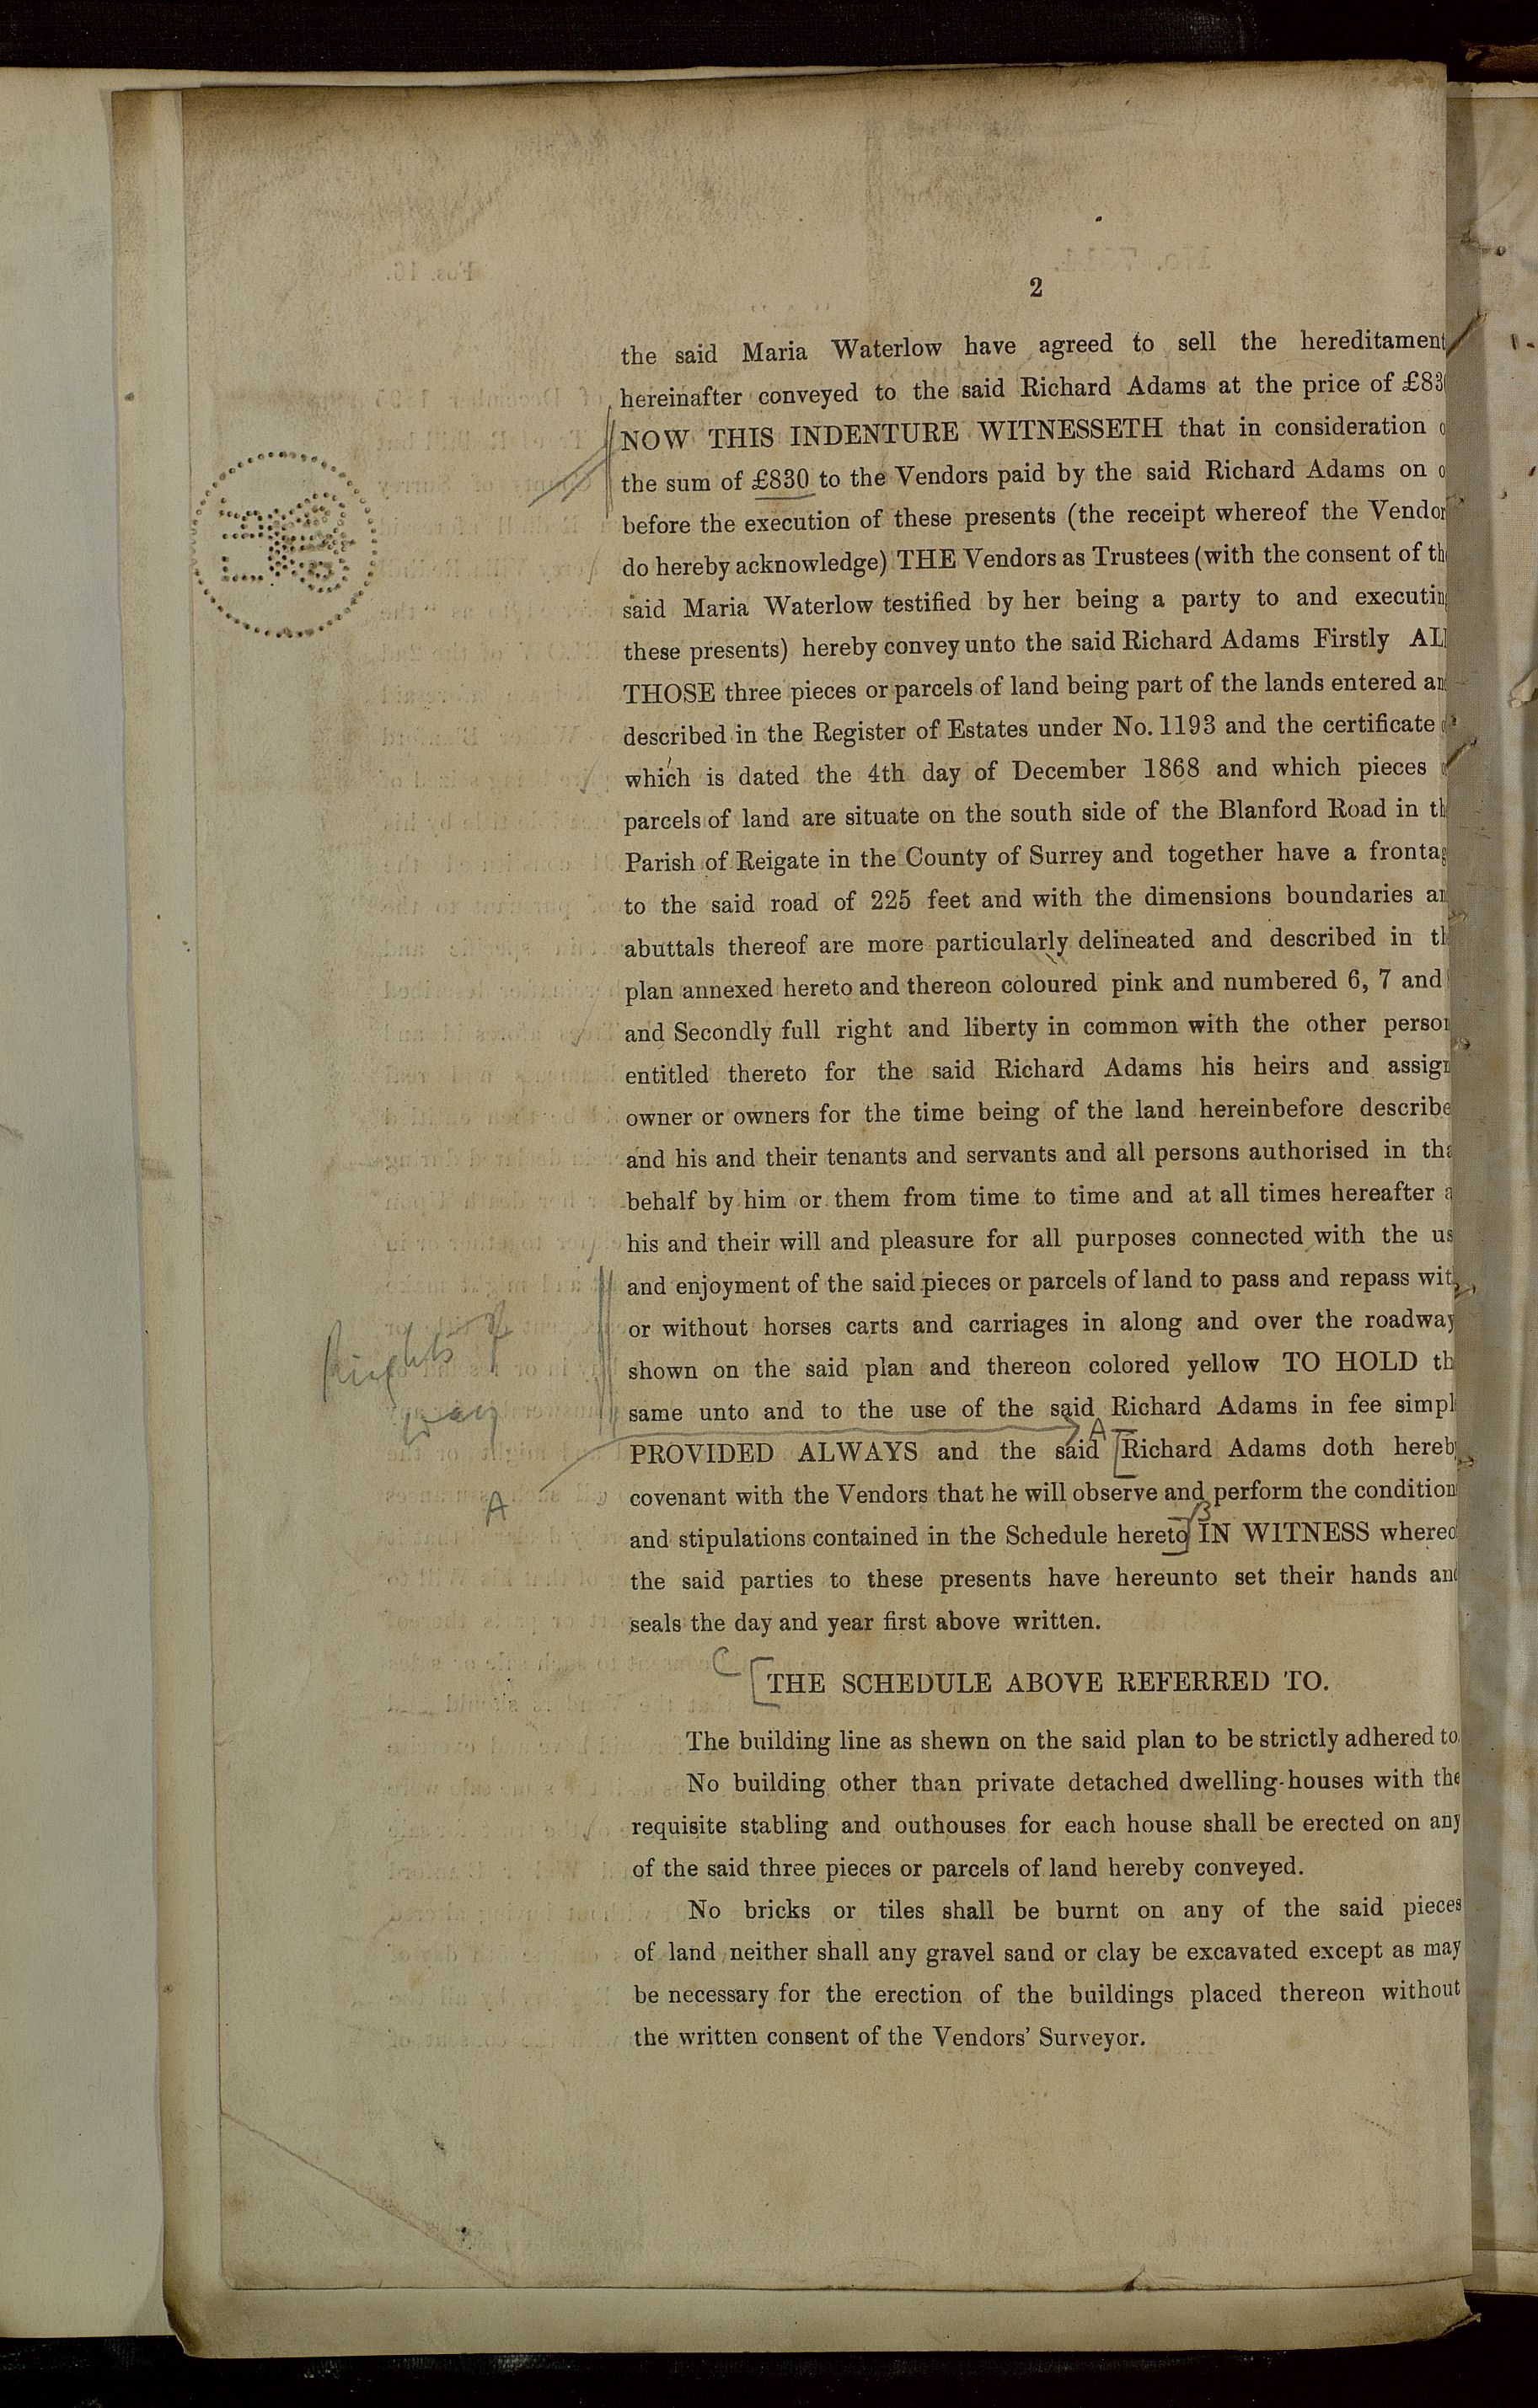 2
the said Maria Waterlow have agreed to sell the hereditament
hereinafter conveyed to the said Richard Adams at the price of £83
NOW THIS INDENTURE WITNESSETH that in consideration
the sum of £830 to the Vendors paid by the said Richard Adams on
before the execution of these presents (the receipt whereof the Vendor
do hereby acknowledge) THE Vendors as Trustees (with the consent of th
said Maria Waterlow testified by her being a party to and executin
these presents) hereby convey unto the said Richard Adams Firstly AL
THOSE three pieces or parcels of land being part of the lands entered an
described in the Register of Estates under No. 1193 and the certificate
which is dated the 4th day of December 1868 and which pieces
parcels of land are situate on the south side of the Blanford Road in th
Parish of Reigate in the County of Surrey and together have a frontag
to the said road of 225 feet and with the dimensions boundaries an
abuttals thereof are more particularly delineated and described in th
plan annexed hereto and thereon coloured pink and numbered 6, 7 and
and Secondly full right and liberty in common with the other person
entitled thereto for the said Richard Adams his heirs and assign
owner or owners for the time being of the land hereinbefore describe
and his and their tenants and servants and all persons authorised in tha
behalf by him or them from time to time and at all times hereafter a
his and their will and pleasure for all purposes connected with the us
and enjoyment of the said pieces or parcels of land to pass and repass wit
or without horses carts and carriages in along and over the roadway
shown on the said plan and thereon colored yellow TO HOLD th
same unto and to the use of the said Richard Adams in fee simpl
Rights of
way
A
PROVIDED ALWAYS and the said [Richard Adams doth hereb
A
covenant with the Vendors that he will observe and perform the condition
B
and stipulations contained in the Schedule hereto] IN WITNESS whereo
the said parties to these presents have hereunto set their hands and
seals the day and year first above written.
C [THE SCHEDULE ABOVE REFERRED TO.
The building line as shewn on the said plan to be strictly adhered to.
No building other than private detached dwelling-houses with the
requisite stabling and outhouses for each house shall be erected on any
of the said three pieces or parcels of land hereby conveyed.
No bricks or tiles shall be burnt on any of the said pieces
of land neither shall any gravel sand or clay be excavated except as may
be necessary for the erection of the buildings placed thereon without
the written consent of the Vendors' Surveyor.